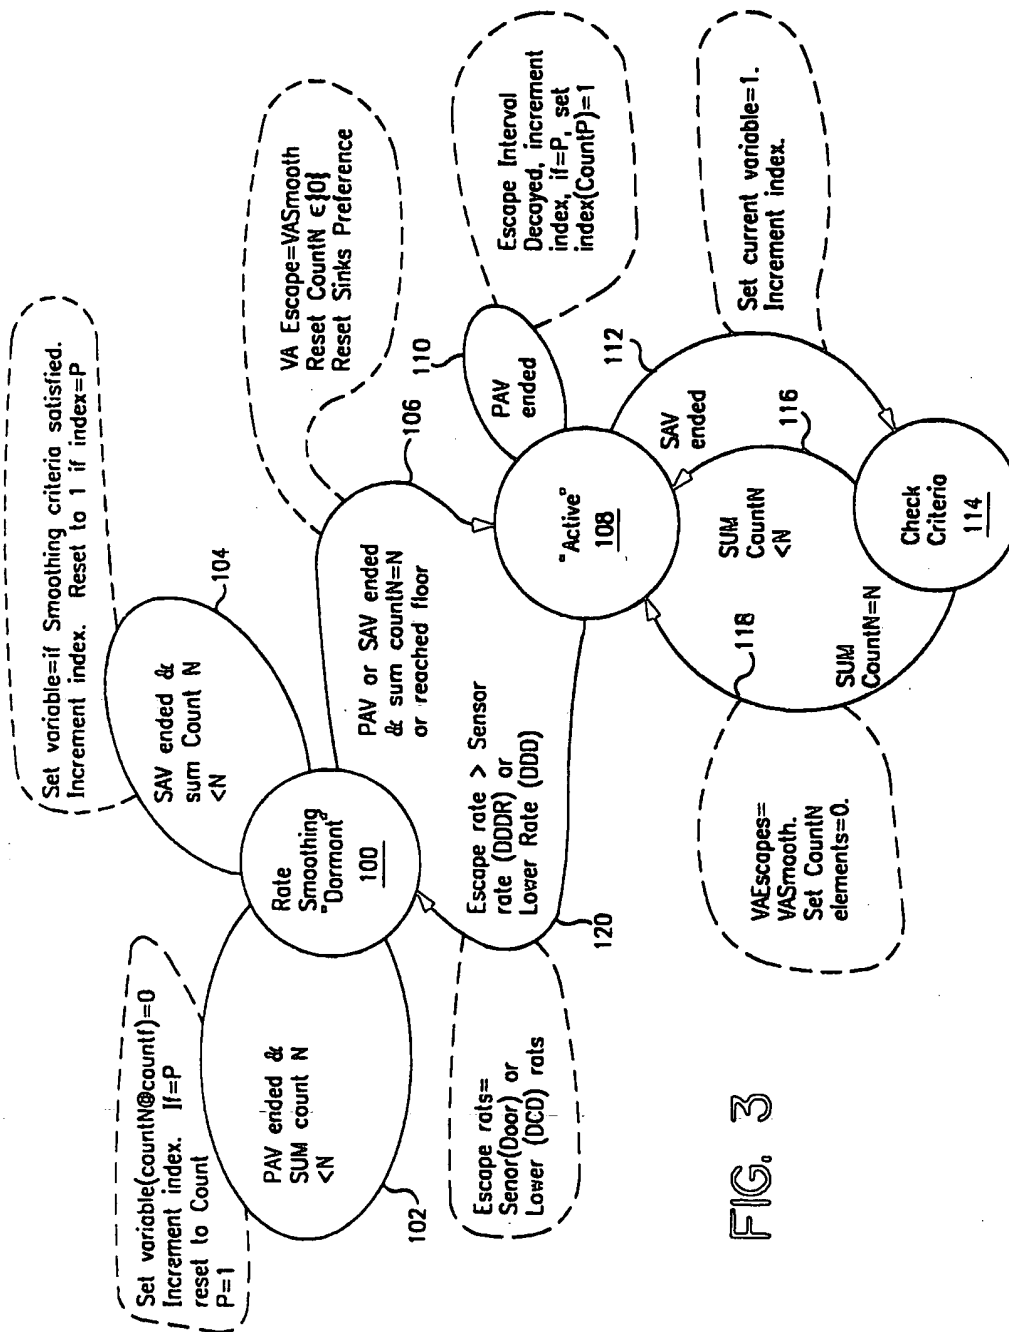 Set variable=if Smoothing criteria satisfied.
Increment index. Reset to 1 if index=P
104
SAV ended &
sum Count N
<N
VA Escape=VASmooth
Reset CountN ∈{0}
Reset Sinks Preference
106
PAV or SAV ended
& sum countN=N
or reached floor
Set variable(countN@countf)=0
Increment index. If=P
reset to Count
P=1
PAV ended &
SUM count N
<N
102
Rate
Smoothing
"Dormant"
100
Escape rate > Sensor
rate (DDDR) or
Lower Rate (DDD)
120
Escape rats=
Senor(Door) or
Lower (DCD) rats
"Active"
108
110
PAV
ended
Escape Interval
Decayed, increment
index, if=P, set
index(CountP)=1
112
SAV
ended
Set current variable=1.
Increment index.
116
SUM
CountN
<N
Check
Criteria
114
118
SUM
CountN=N
VAEscapes=
VASmooth.
Set CountN
elements=0.
FIG. 3